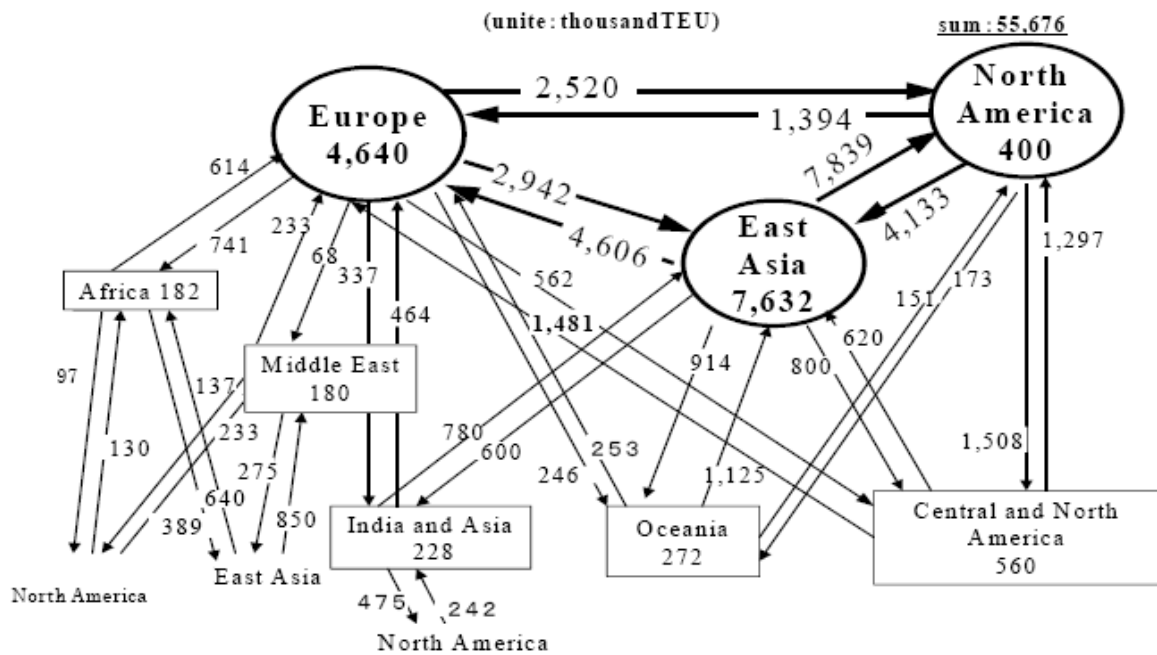 (unite:thousandTEU)
sum:55,676
North
America
400
Europe
4,640
2,520
1,394
7,839
4,133
2,942
4,606
East
Asia
7,632
614
741
233
68
337
464
562
1,481
151
173
1,297
Africa 182
Middle East
180
97
130
137
233
275
850
640
389
780
600
914
1,125
253
246
800
620
1,508
India and Asia
228
Oceania
272
Central and North
America
560
North America
East Asia
475
242
North America